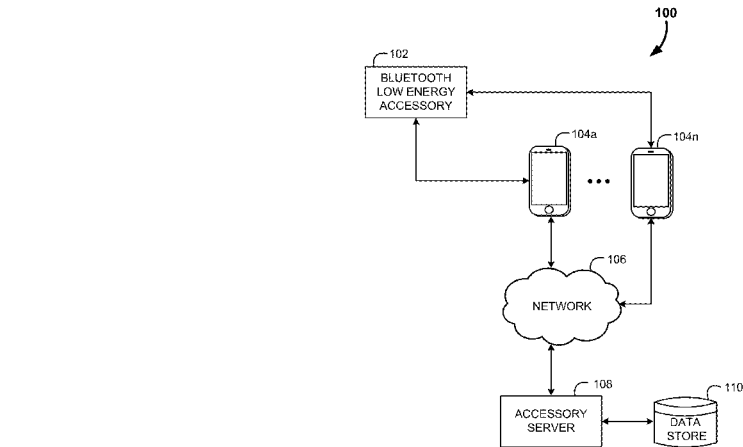 100
102
BLUETOOTH
LOW ENERGY
ACCESSORY
104a
104n
106
NETWORK
108
110
ACCESSORY
SERVER
DATA
STORE